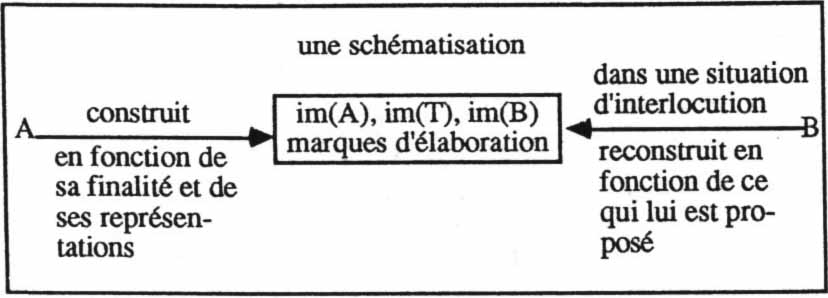 une schématisation
dans une situation
d'interlocution
construit
im(A), im(T), im(B)
marques d'élaboration
A
B
en fonction de
sa finalité et de
ses représen-
tations
reconstruit en
fonction de ce
qui lui est pro-
posé